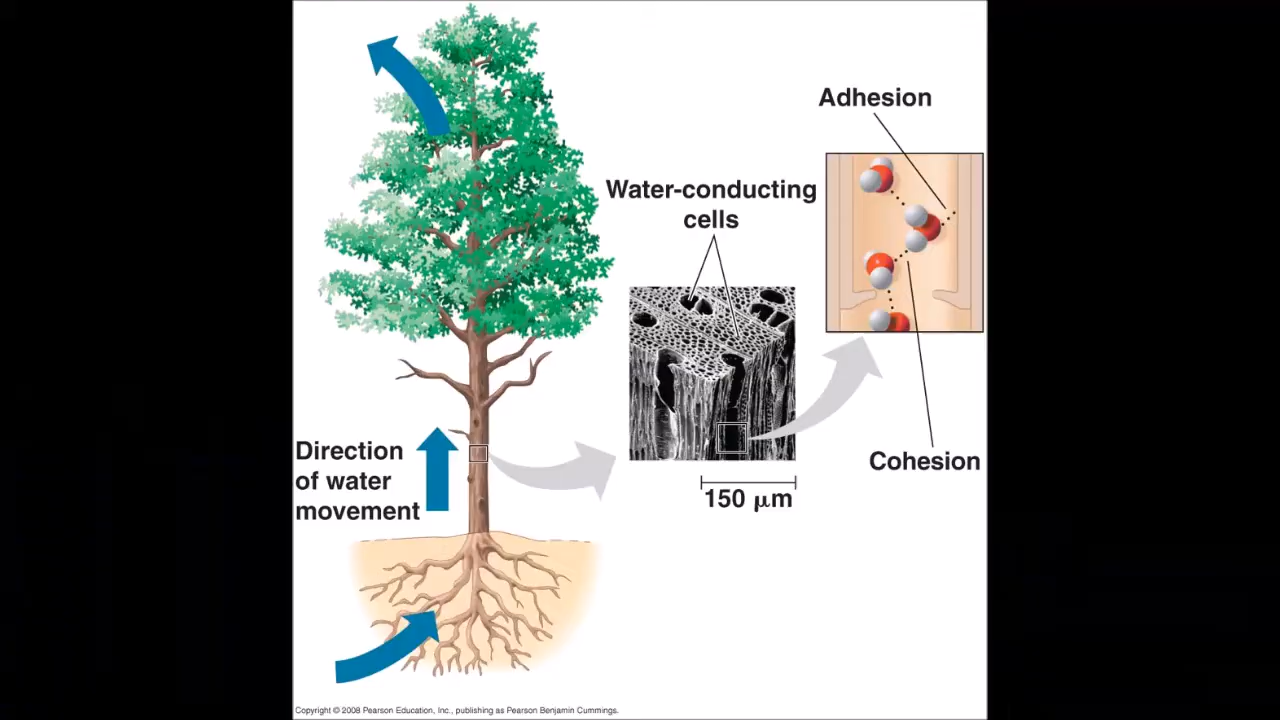 Adhesion
Water-conducting
cells
Direction
of water
movement
Cohesion
150 μm
Copyright © 2008 Pearson Education, Inc., publishing as Pearson Benjamin Cummings.